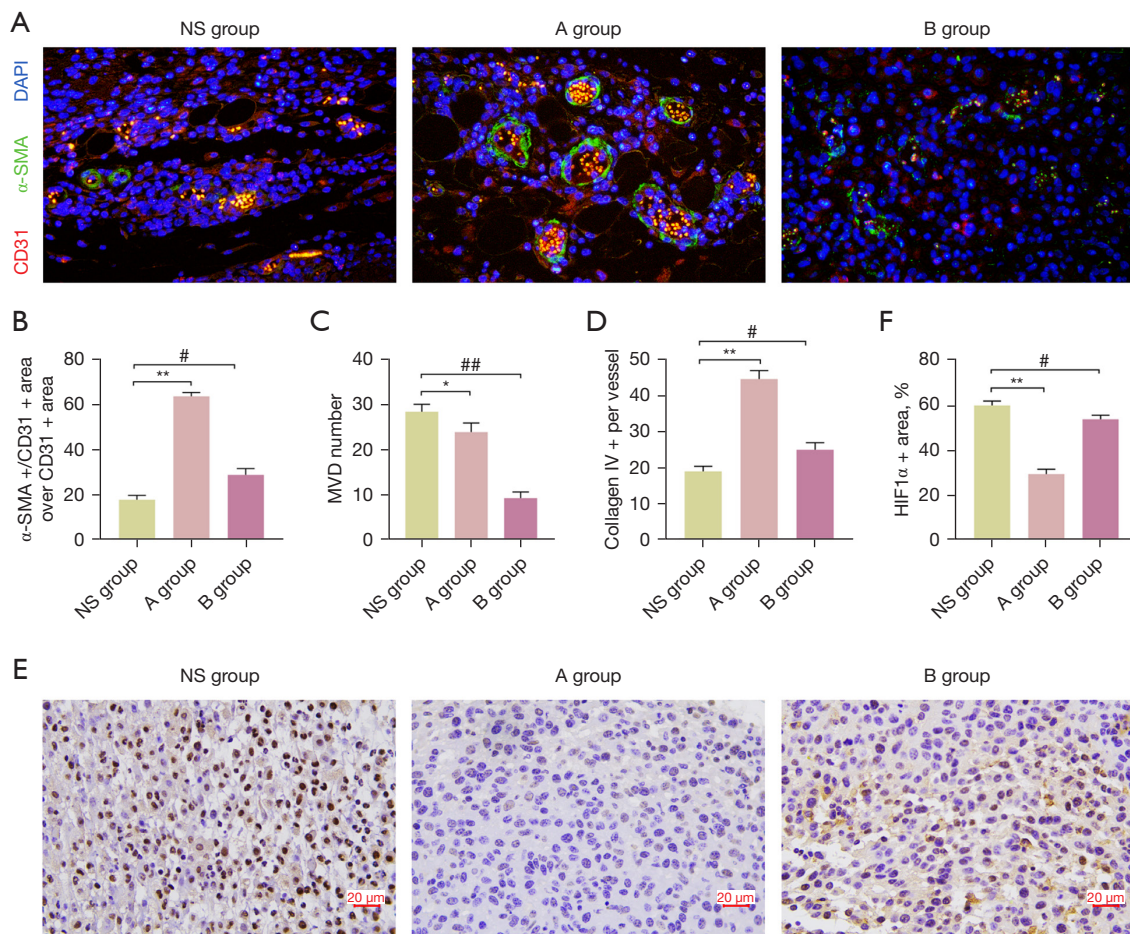 A
NS group
A group
B group
CD31 α-SMA DAPI
B
α-SMA +/CD31 + area
over CD31 + area
80
60
40
20
0
#
**
NS group
A group
B group
C
MVD number
40
30
20
10
0
##
*
NS group
A group
B group
D
Collagen IV + per vessel
50
40
30
20
10
0
#
**
NS group
A group
B group
F
HIF1α + area, %
80
60
40
20
0
#
**
NS group
A group
B group
E
NS group
A group
B group
20 μm
20 μm
20 μm